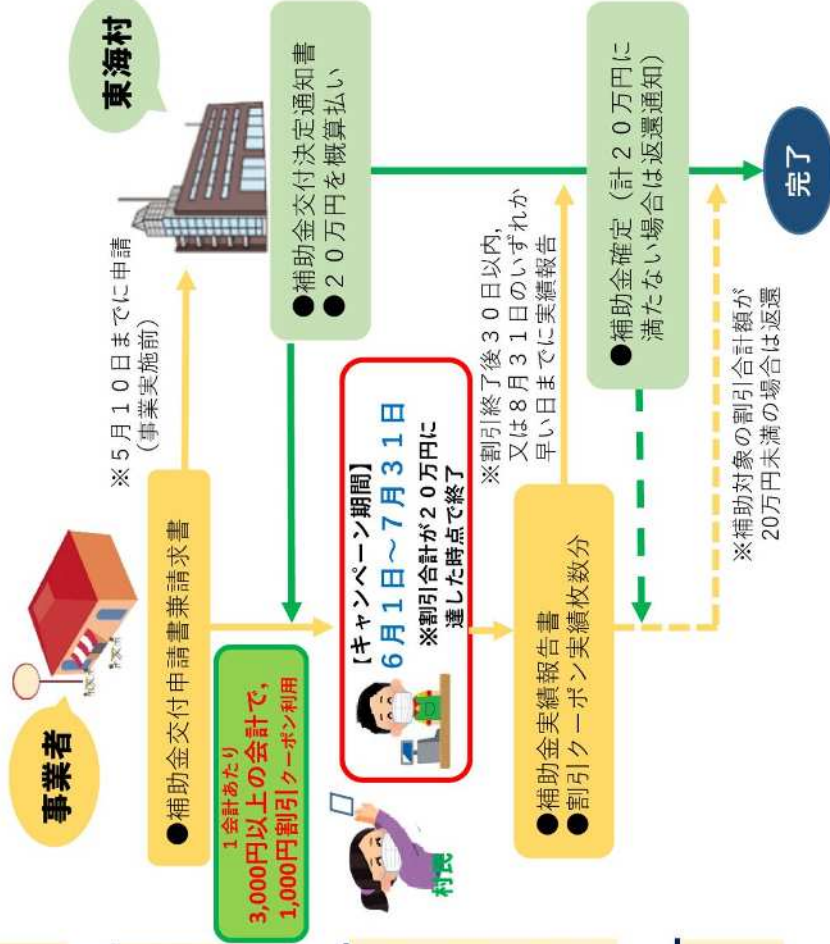 事業者
東海村
●補助金交付申請書兼請求書
※５月１０日までに申請
（事業実施前）
●補助金交付決定通知書
●２０万円を概算払い
１会計あたり
3,000円以上の会計で，
1,000円割引クーポン利用
村民
【キャンペーン期間】
６月１日～７月３１日
※割引合計が２０万円に
達した時点で終了
●補助金実績報告書
●割引クーポン実績枚数分
※割引終了後３０日以内，
又は８月３１日のいずれか
早い日までに実績報告
●補助金確定（計２０万円に
満たない場合は返還通知）
※補助対象の割引合計額が
20万円未満の場合は返還
完了